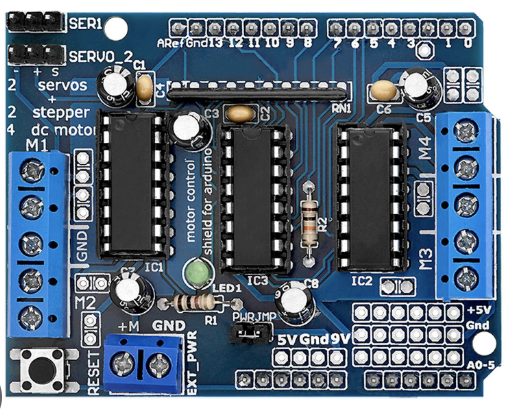 SER1
ARef Gnd 13 12 11 10 9 8
7 6 5 4 3 2 1 0
SERVO_2
- + s
2 servos
+
2 stepper
4 dc motor
C1
C4
RN1
C3
C2
C6
C5
M1
M4
motor control
shield for arduino
R2
GND
IC1
IC3
IC2
M3
C7
C8
LED1
M2
R1
PWRJMP
+M GND
EXT_PWR
RESET
5V Gnd 9V
+5V
Gnd
A0-5